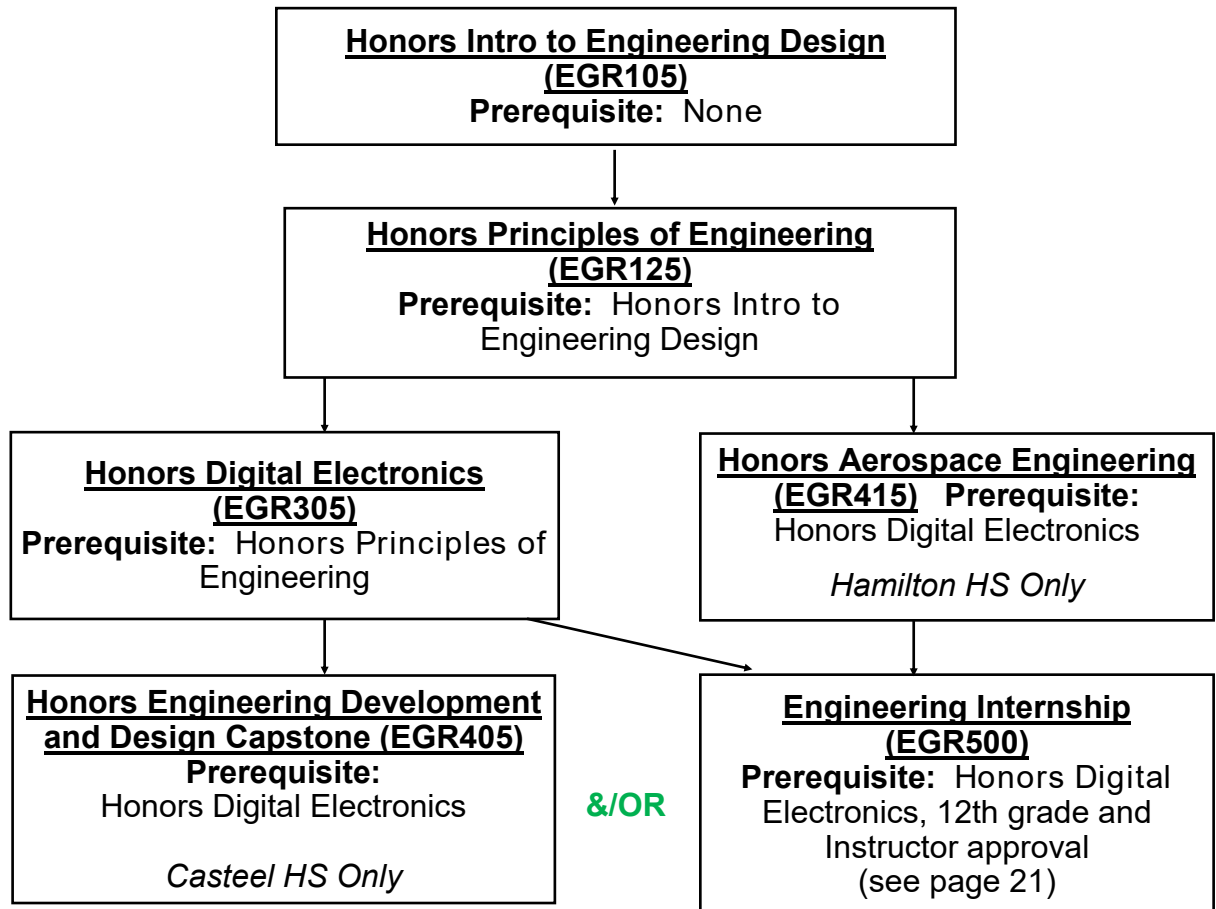 Honors Intro to Engineering Design
(EGR105)
Prerequisite: None
Honors Principles of Engineering
(EGR125)
Prerequisite: Honors Intro to
Engineering Design
Honors Digital Electronics
(EGR305)
Prerequisite: Honors Principles of
Engineering
Honors Aerospace Engineering
(EGR415) Prerequisite:
Honors Digital Electronics
Hamilton HS Only
Honors Engineering Development
and Design Capstone (EGR405)
Prerequisite:
Honors Digital Electronics
Casteel HS Only
&/OR
Engineering Internship
(EGR500)
Prerequisite: Honors Digital
Electronics, 12th grade and
Instructor approval
(see page 21)